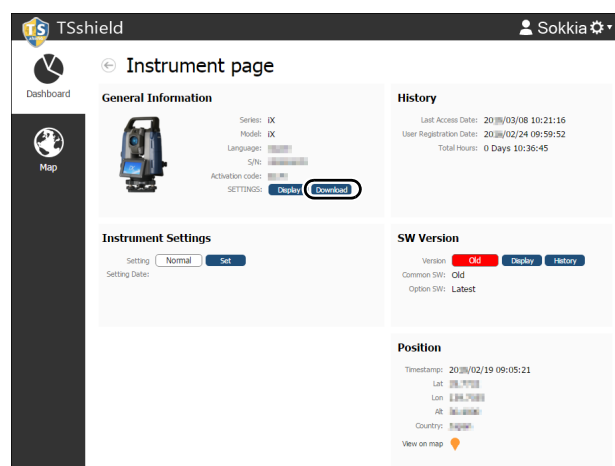 TS
TSshield
Sokkia
Dashboard
Map
Instrument page
General Information
Series: iX
Model: iX
Language:
S/N:
Activation code:
SETTINGS: Display Download
History
Last Access Date: 20 /03/08 10:21:16
User Registration Date: 20 /02/24 09:59:52
Total Hours: 0 Days 10:36:45
Instrument Settings
Setting Normal Set
Setting Date:
SW Version
Version Old Display History
Common SW: Old
Option SW: Latest
Position
Timestamp: 20 /02/19 09:05:21
Lat
Lon
Alt
Country:
View on map